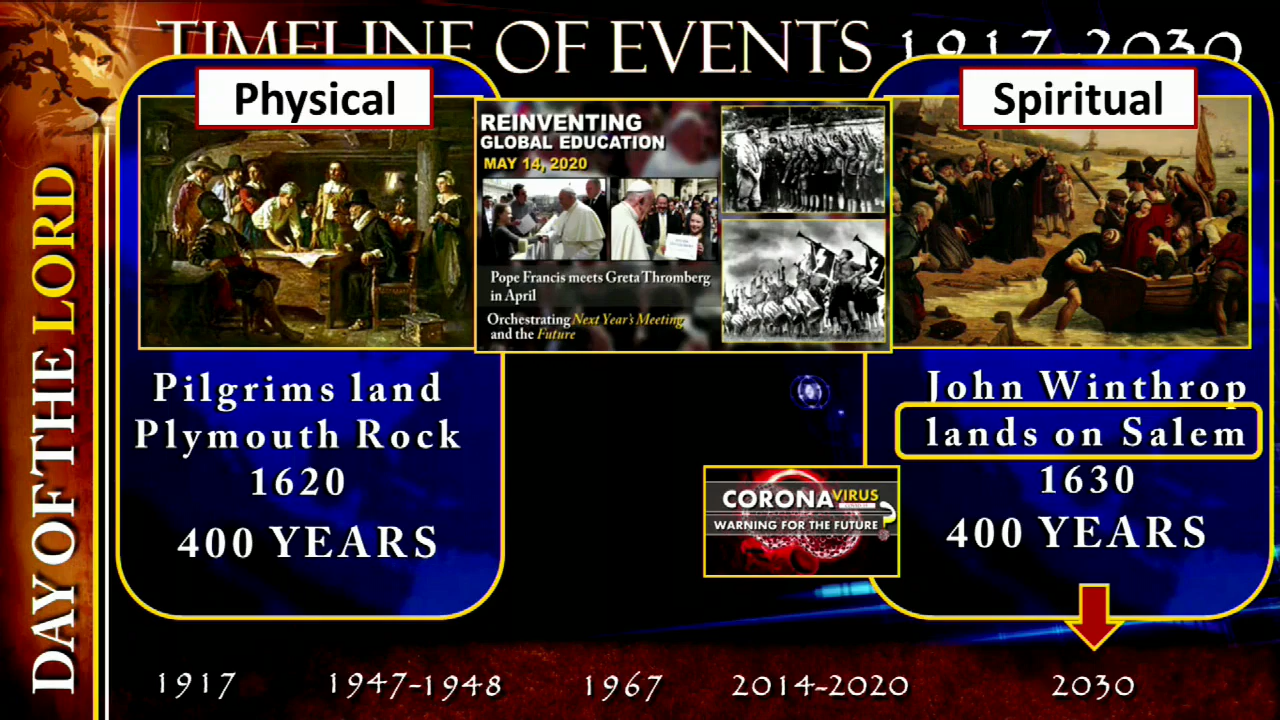 TIMELINE OF EVENTS 1917-2030
DAY OF THE LORD
Physical
REINVENTING
GLOBAL EDUCATION
MAY 14, 2020
Pope Francis meets Greta Thromberg
in April
Orchestrating Next Year's Meeting
and the Future
Spiritual
Pilgrims land
Plymouth Rock
1620
400 YEARS
CORONAVIRUS
WARNING FOR THE FUTURE ?
John Winthrop
lands on Salem
1630
400 YEARS
1917
1947-1948
1967
2014-2020
2030